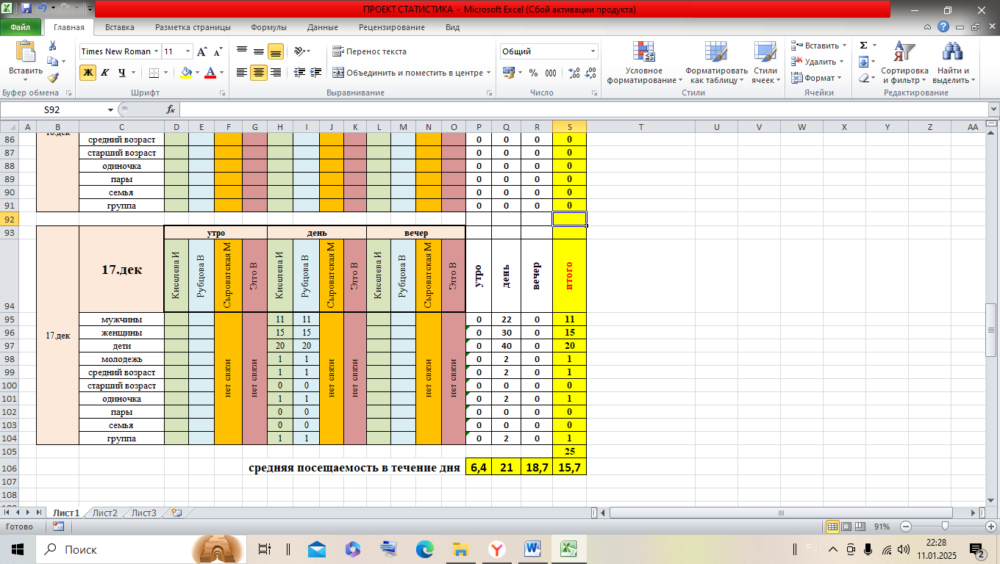 ПРОЕКТ СТАТИСТИКА - Microsoft Excel (Сбой активации продукта)
Файл Главная Вставка Разметка страницы Формулы Данные Рецензирование Вид
Вставить
Times New Roman 11
Ж К Ч
Перенос текста
Объединить и поместить в центре
Общий
% 000
Условное форматирование
Форматировать как таблицу
Стили ячеек
Вставить
Удалить
Формат
Σ
Сортировка и фильтр
Найти и выделить
Буфер обмена Шрифт Выравнивание Число Стили Ячейки Редактирование
S92 fx
A B C D E F G H I J K L M N O P Q R S T U V W X Y Z AA
86 средний возраст 0 0 0 0
87 старший возраст 0 0 0 0
88 одиночка 0 0 0 0
89 пары 0 0 0 0
90 семья 0 0 0 0
91 группа 0 0 0 0
92
93 утро день вечер
94 17.дек Киселева И Рубцова В Сыроватская М Этто В Киселева И Рубцова В Сыроватская М Этто В Киселева И Рубцова В Сыроватская М Этто В утро день вечер итого
17.дек
нет связи нет связи нет связи нет связи нет связи нет связи
95 мужчины 11 11 0 22 0 11
96 женщины 15 15 0 30 0 15
97 дети 20 20 0 40 0 20
98 молодежь 1 1 0 2 0 1
99 средний возраст 1 1 0 2 0 1
100 старший возраст 0 0 0 0 0 0
101 одиночка 1 1 0 2 0 1
102 пары 0 0 0 0 0 0
103 семья 0 0 0 0 0 0
104 группа 1 1 0 2 0 1
105 25
106 средняя посещаемость в течение дня 6,4 21 18,7 15,7
107
108
Лист1 Лист2 Лист3
Готово 91%
Поиск
22:28
11.01.2025
2